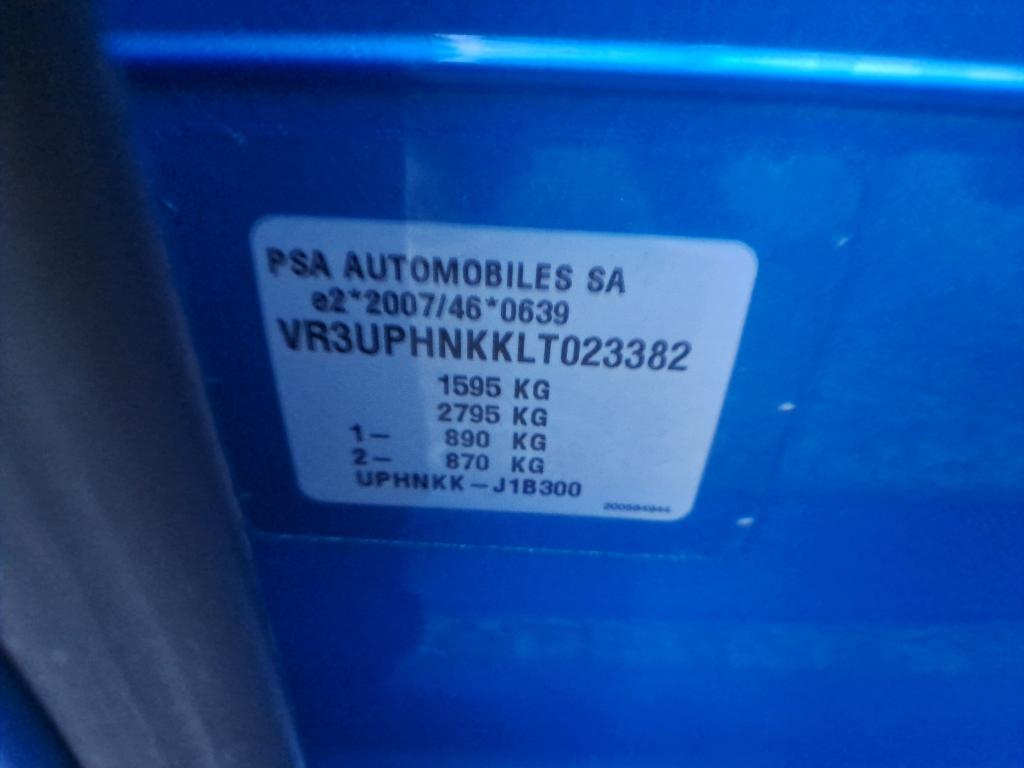 PSA AUTOMOBILES SA
e2*2007/46*0639
VR3UPHNKKLT023382
1595 KG
2795 KG
1- 890 KG
2- 870 KG
UPHNKK-J1B300